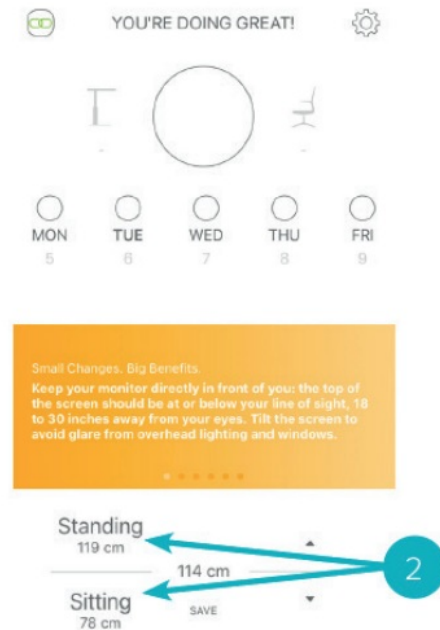 YOU'RE DOING GREAT!
MON TUE WED THU FRI
5 6 7 8 9
Small Changes. Big Benefits.
Keep your monitor directly in front of you: the top of
the screen should be at or below your line of sight, 18
to 30 inches away from your eyes. Tilt the screen to
avoid glare from overhead lighting and windows.
Standing
119 cm
114 cm
2
Sitting
78 cm
SAVE